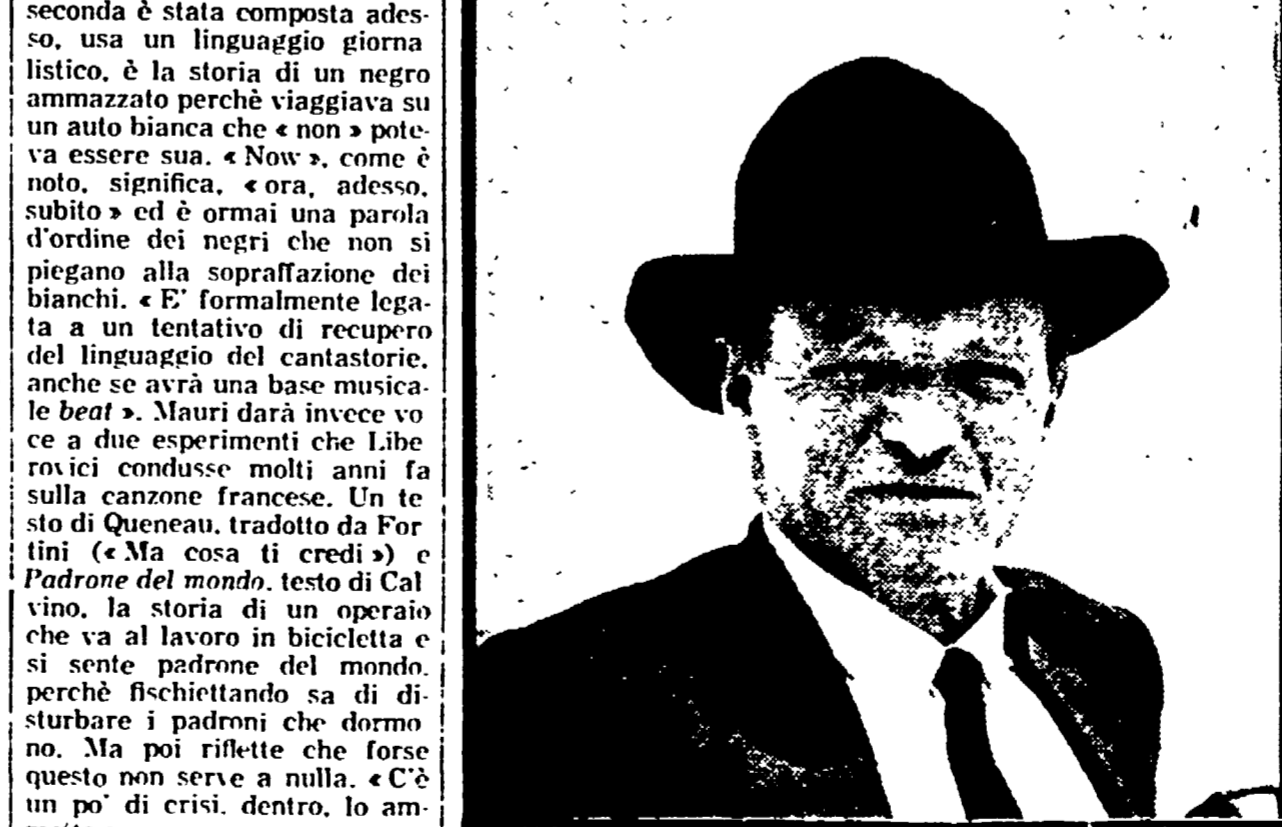 seconda è stata composta ades-
so, usa un linguaggio giorna
listico, è la storia di un negro
ammazzato perchè viaggiava su
un auto bianca che « non » pote-
va essere sua. « Now », come è
noto, significa, « ora, adesso,
subito » ed è ormai una parola
d'ordine dei negri che non si
piegano alla sopraffazione dei
bianchi. « E' formalmente lega-
ta a un tentativo di recupero
del linguaggio del cantastorie,
anche se avrà una base musica-
le beat ». Mauri darà invece vo
ce a due esperimenti che Libe
rovici condusse molti anni fa
sulla canzone francese. Un te
sto di Queneau, tradotto da For
tini (« Ma cosa ti credi ») e
Padrone del mondo, testo di Cal
vino, la storia di un operaio
che va al lavoro in bicicletta e
si sente padrone del mondo,
perchè fischiettando sa di di-
sturbare i padroni che dormo
no. Ma poi riflette che forse
questo non serve a nulla. « C'è
un po' di crisi, dentro, lo am-